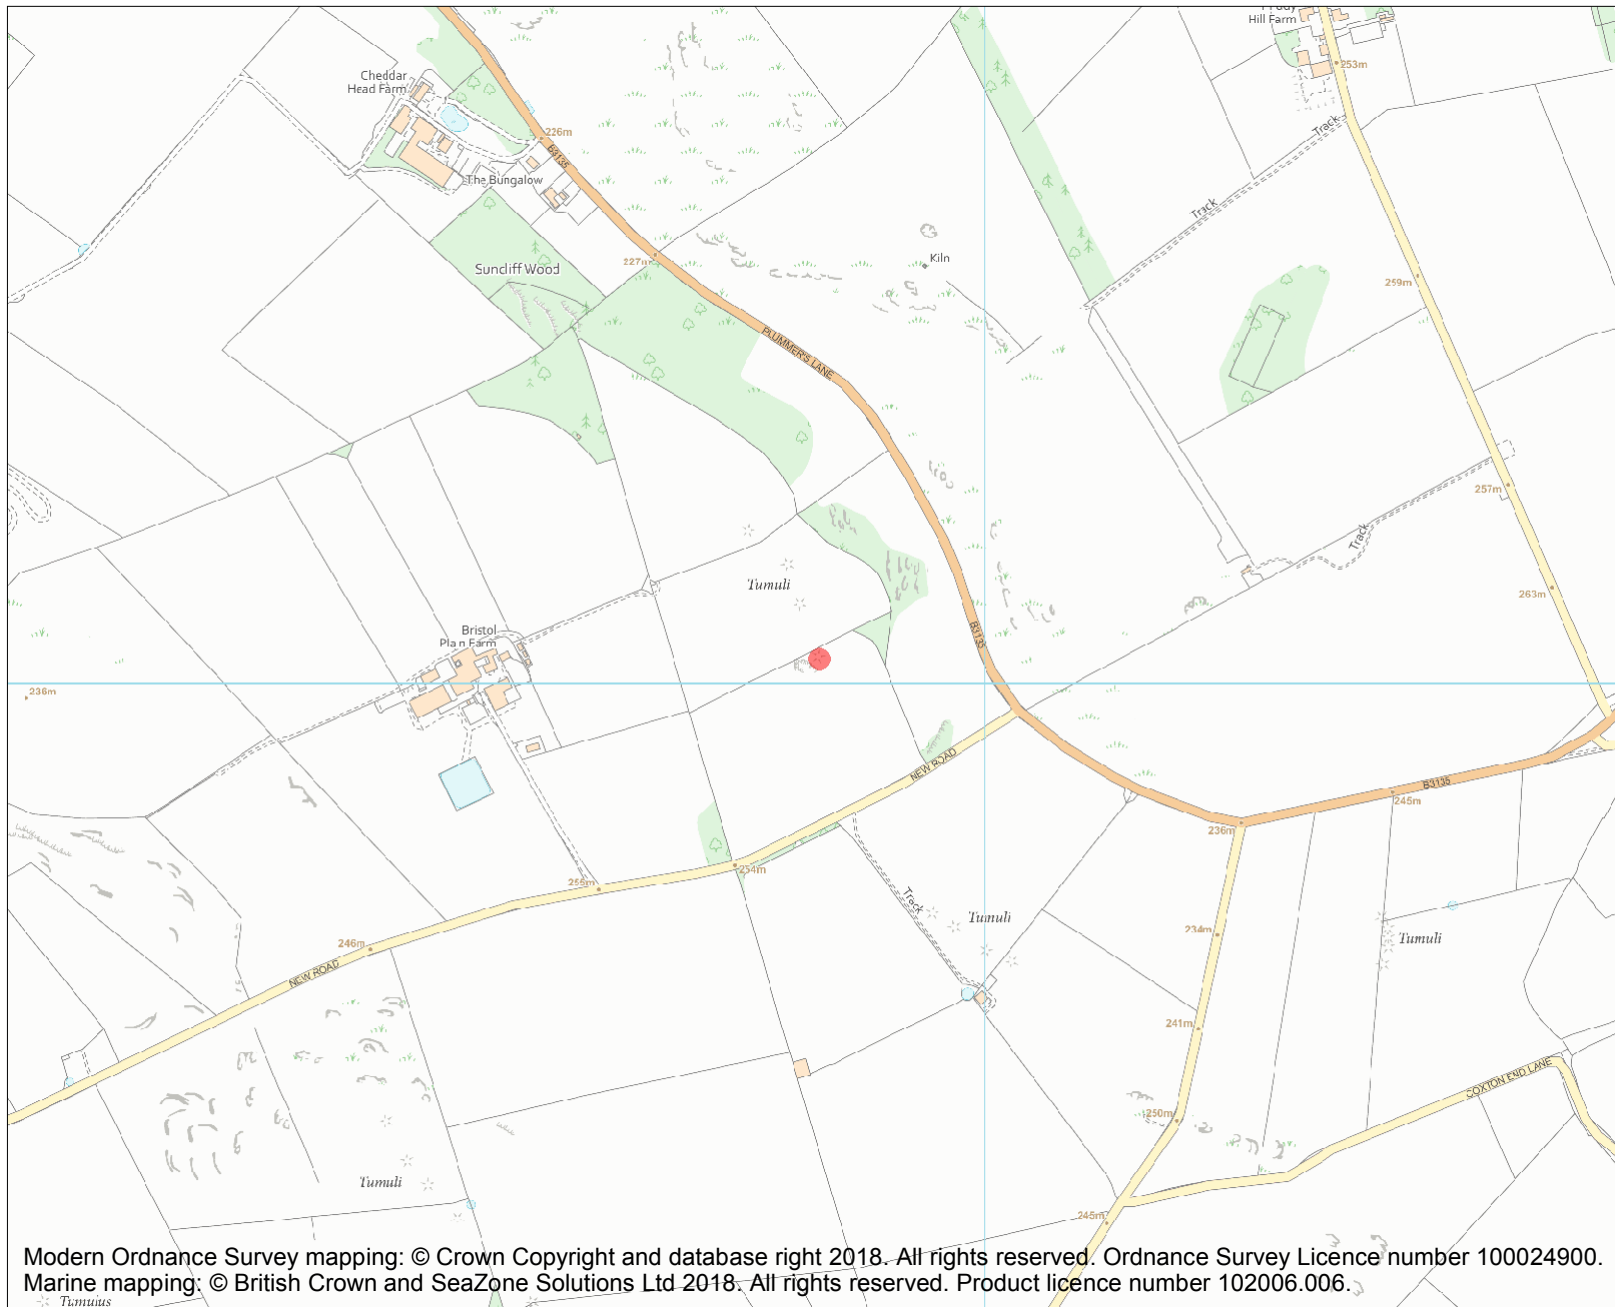 Hill Farm
253m
Cheddar
Head Farm
Track
226m
B3135
The Bungalow
Track
Kiln
227m
Suncliff Wood
259m
PLUMMER'S LANE
257m
Track
Tumuli
263m
Bristol
Plain Farm
B3135
236m
NEW ROAD
B3135
245m
236m
254m
255m
Track
Tumuli
234m
Tumuli
246m
NEW ROAD
241m
COXTON END LANE
250m
Tumuli
245m
Modern Ordnance Survey mapping: © Crown Copyright and database right 2018. All rights reserved. Ordnance Survey Licence number 100024900.
Marine mapping: © British Crown and SeaZone Solutions Ltd 2018. All rights reserved. Product licence number 102006.006.
Tumulus